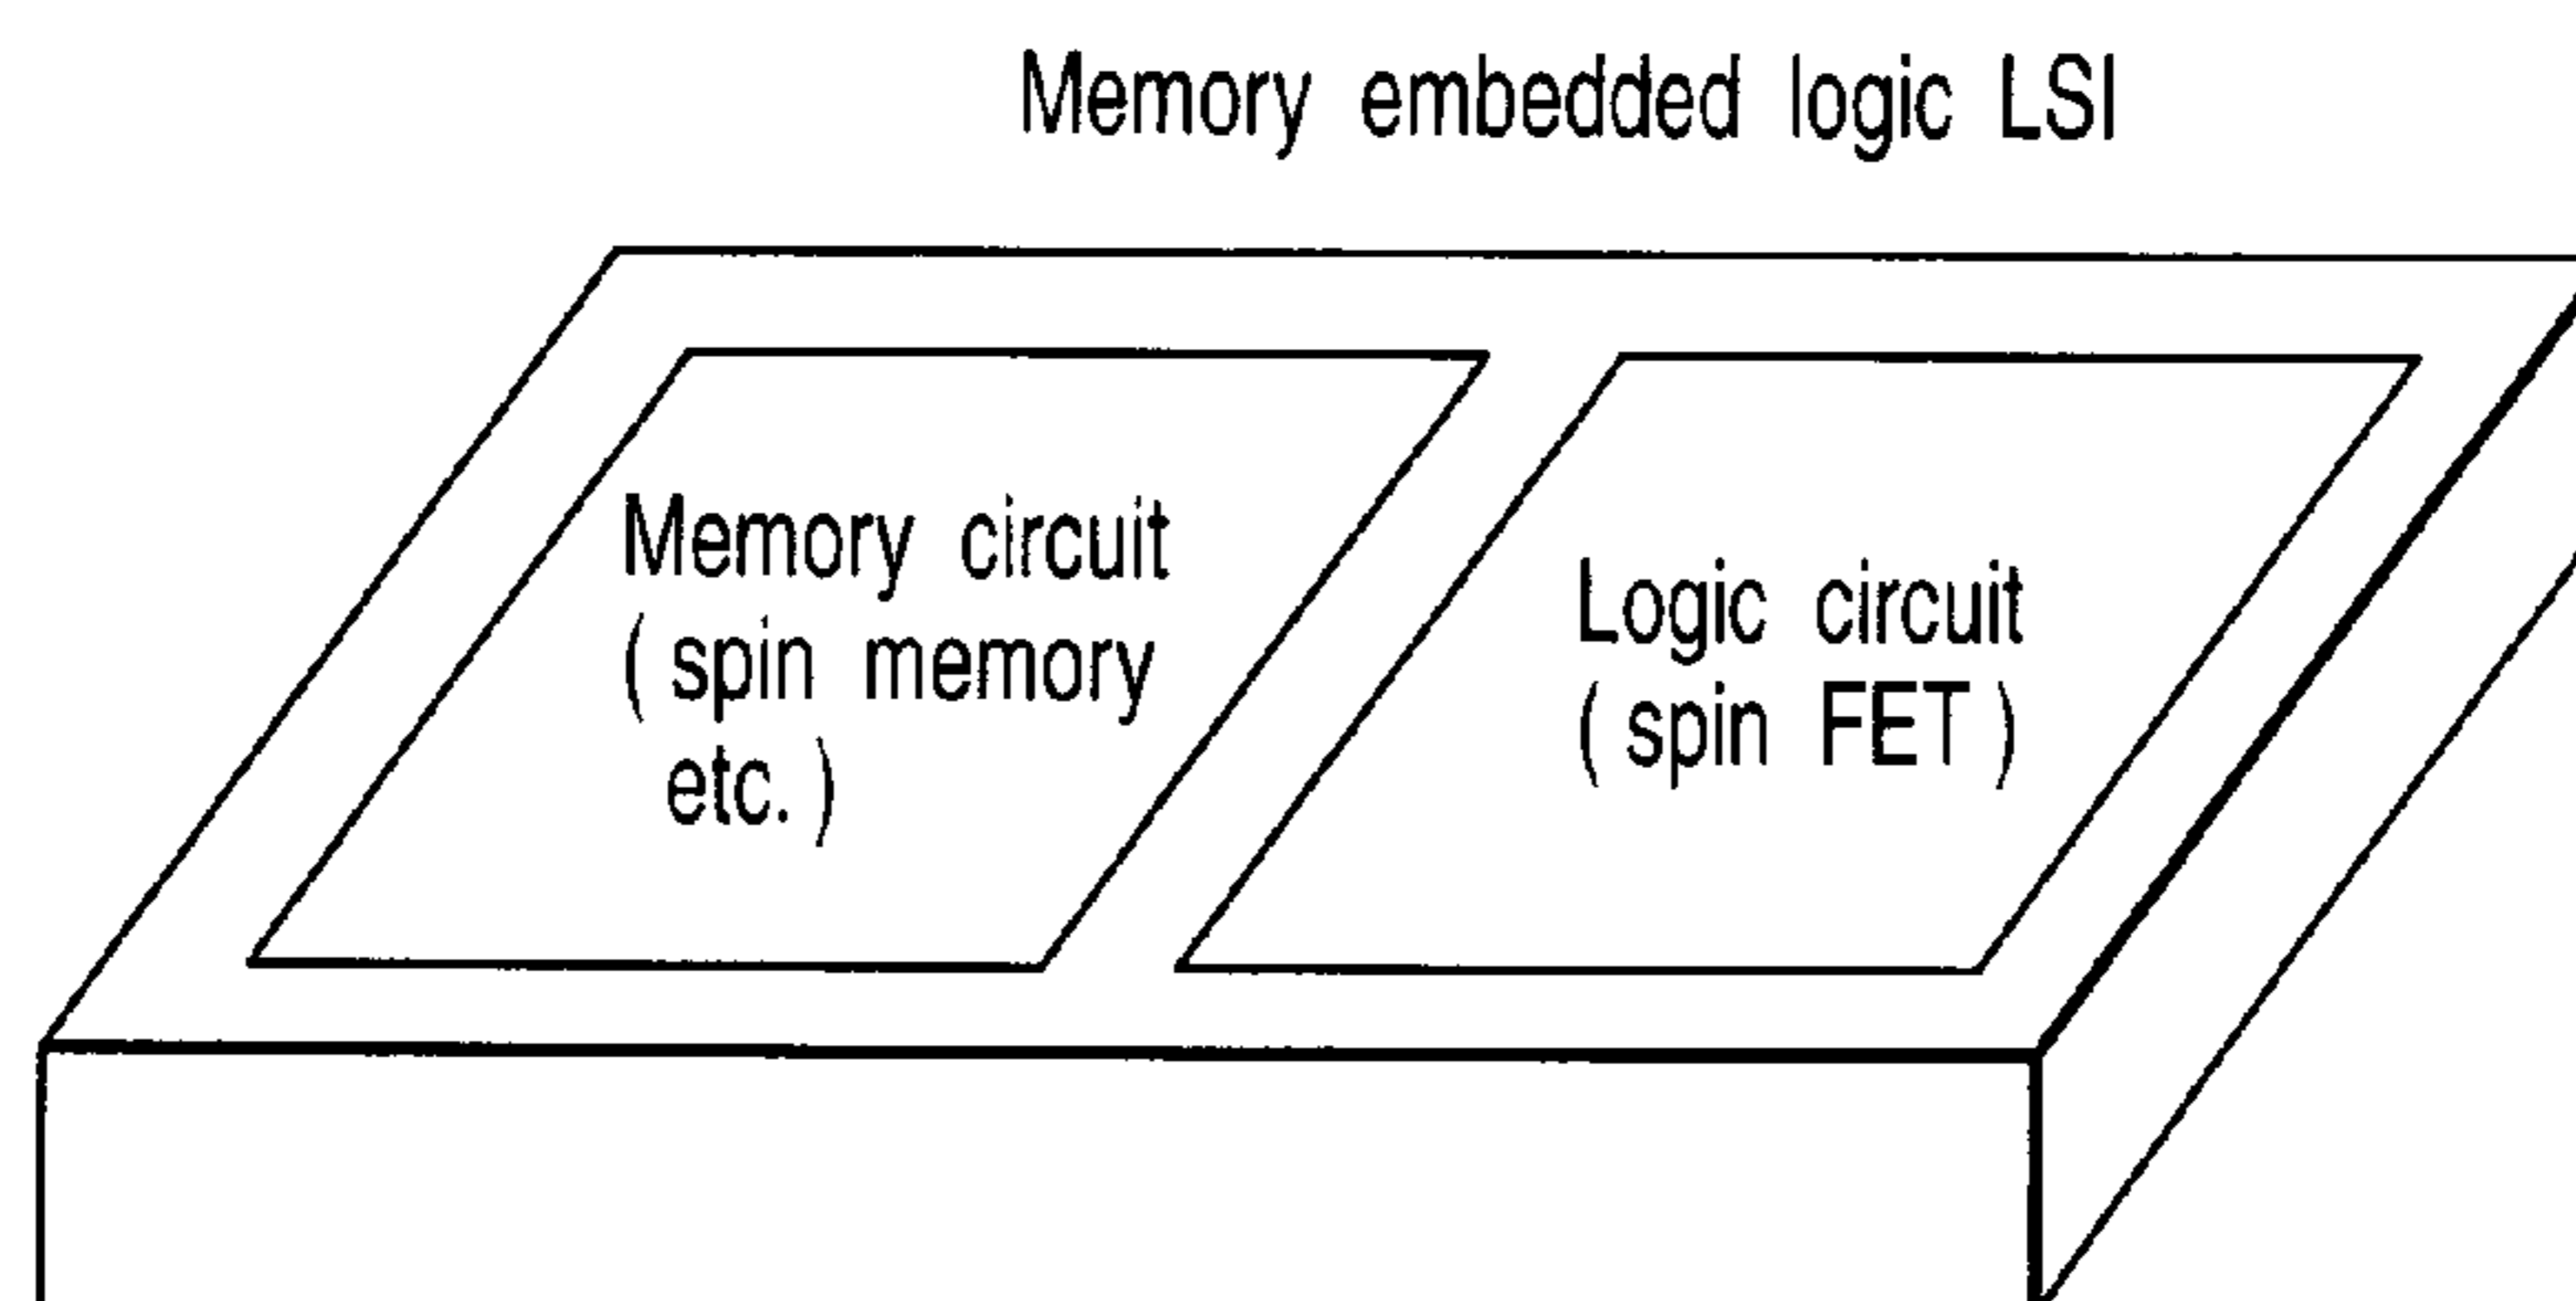 Memory embedded logic LSI
Memory circuit
( spin memory
etc. )
Logic circuit
( spin FET )